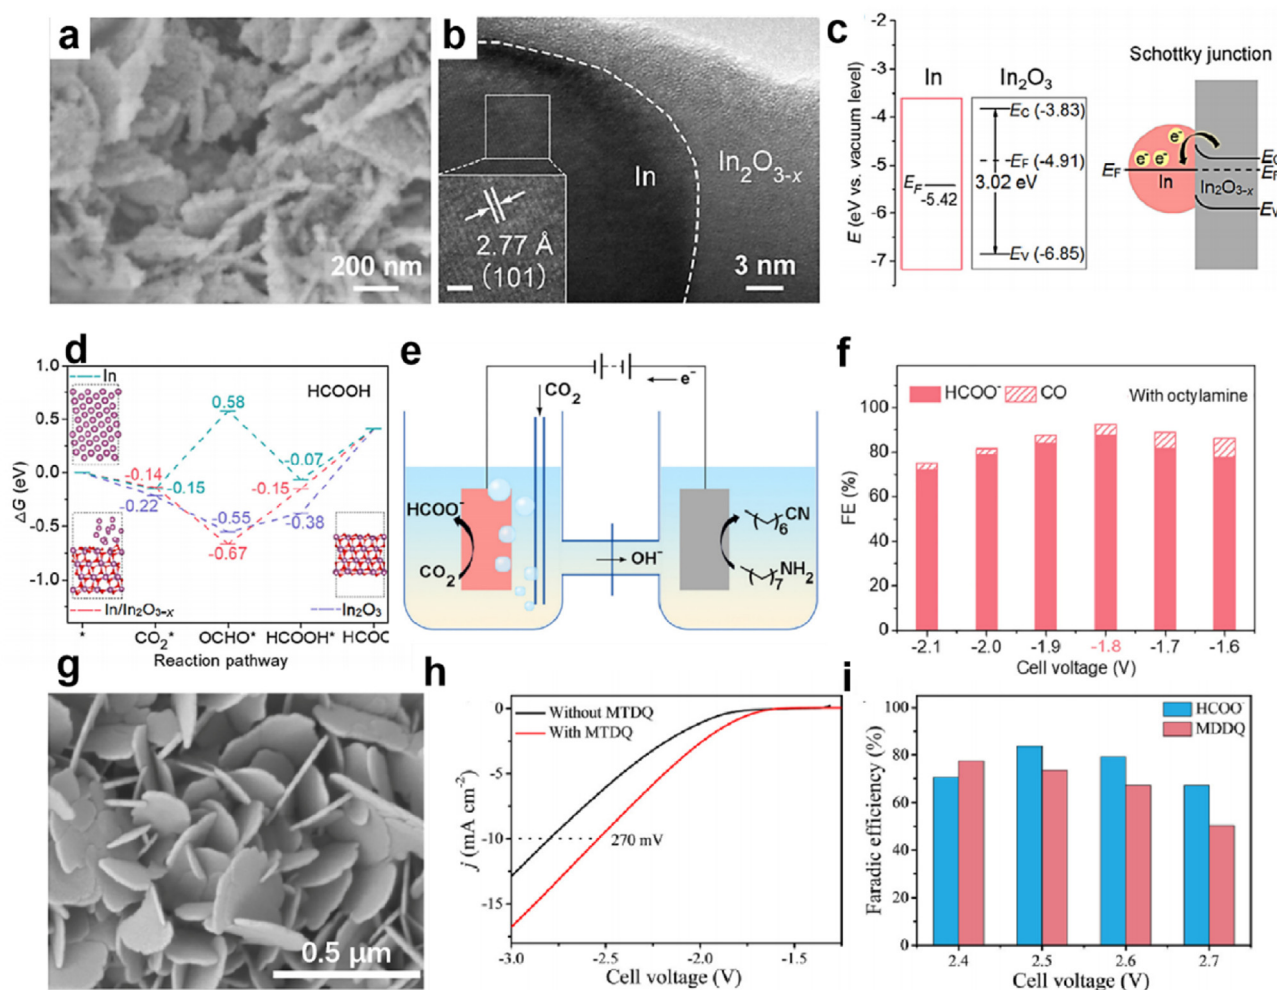 a
200 nm
b
In
In2O3-x
2.77 Å
(101)
3 nm
c
E (eV vs. vacuum level)
-2
-3
-4
-5
-6
-7
In
EF
-5.42
In2O3
EC (-3.83)
EF (-4.91)
3.02 eV
EV (-6.85)
Schottky junction
e-
e- e-
EF
In
In2O3-x
EF
d
ΔG (eV)
1.0
0.5
0.0
-0.5
-1.0
In
HCOOH
0.58
-0.14
-0.15
-0.22
-0.07
-0.15
-0.55
-0.38
-0.67
In/In2O3-x
In2O3
* CO2* OCHO* HCOOH* HCOO
Reaction pathway
e
e-
CO2
HCOO-
CO2
OH-
6 CN
7 NH2
f
HCOO- CO With octylamine
FE (%)
100
80
60
40
20
0
-2.1 -2.0 -1.9 -1.8 -1.7 -1.6
Cell voltage (V)
g
0.5 μm
h
Without MTDQ
With MTDQ
j (mA cm-2)
0
-5
-10
-15
270 mV
-3.0 -2.5 -2.0 -1.5
Cell voltage (V)
i
HCOO-
MDDQ
Faradic efficiency (%)
100
80
60
40
20
0
2.4 2.5 2.6 2.7
Cell voltage (V)